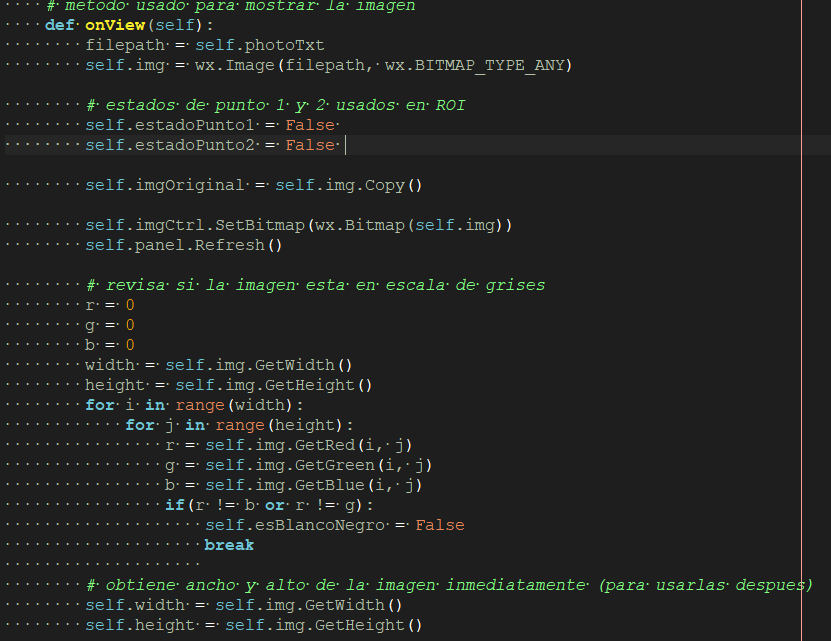 # metodo usado para mostrar la imagen
def onView(self):
filepath = self.photoTxt
self.img = wx.Image(filepath, wx.BITMAP_TYPE_ANY)
# estados de punto 1 y 2 usados en ROI
self.estadoPunto1 = False
self.estadoPunto2 = False
self.imgOriginal = self.img.Copy()
self.imgCtrl.SetBitmap(wx.Bitmap(self.img))
self.panel.Refresh()
# revisa si la imagen esta en escala de grises
r = 0
g = 0
b = 0
width = self.img.GetWidth()
height = self.img.GetHeight()
for i in range(width):
for j in range(height):
r = self.img.GetRed(i, j)
g = self.img.GetGreen(i, j)
b = self.img.GetBlue(i, j)
if(r != b or r != g):
self.esBlancoNegro = False
break
# obtiene ancho y alto de la imagen inmediatamente (para usarlas despues)
self.width = self.img.GetWidth()
self.height = self.img.GetHeight()